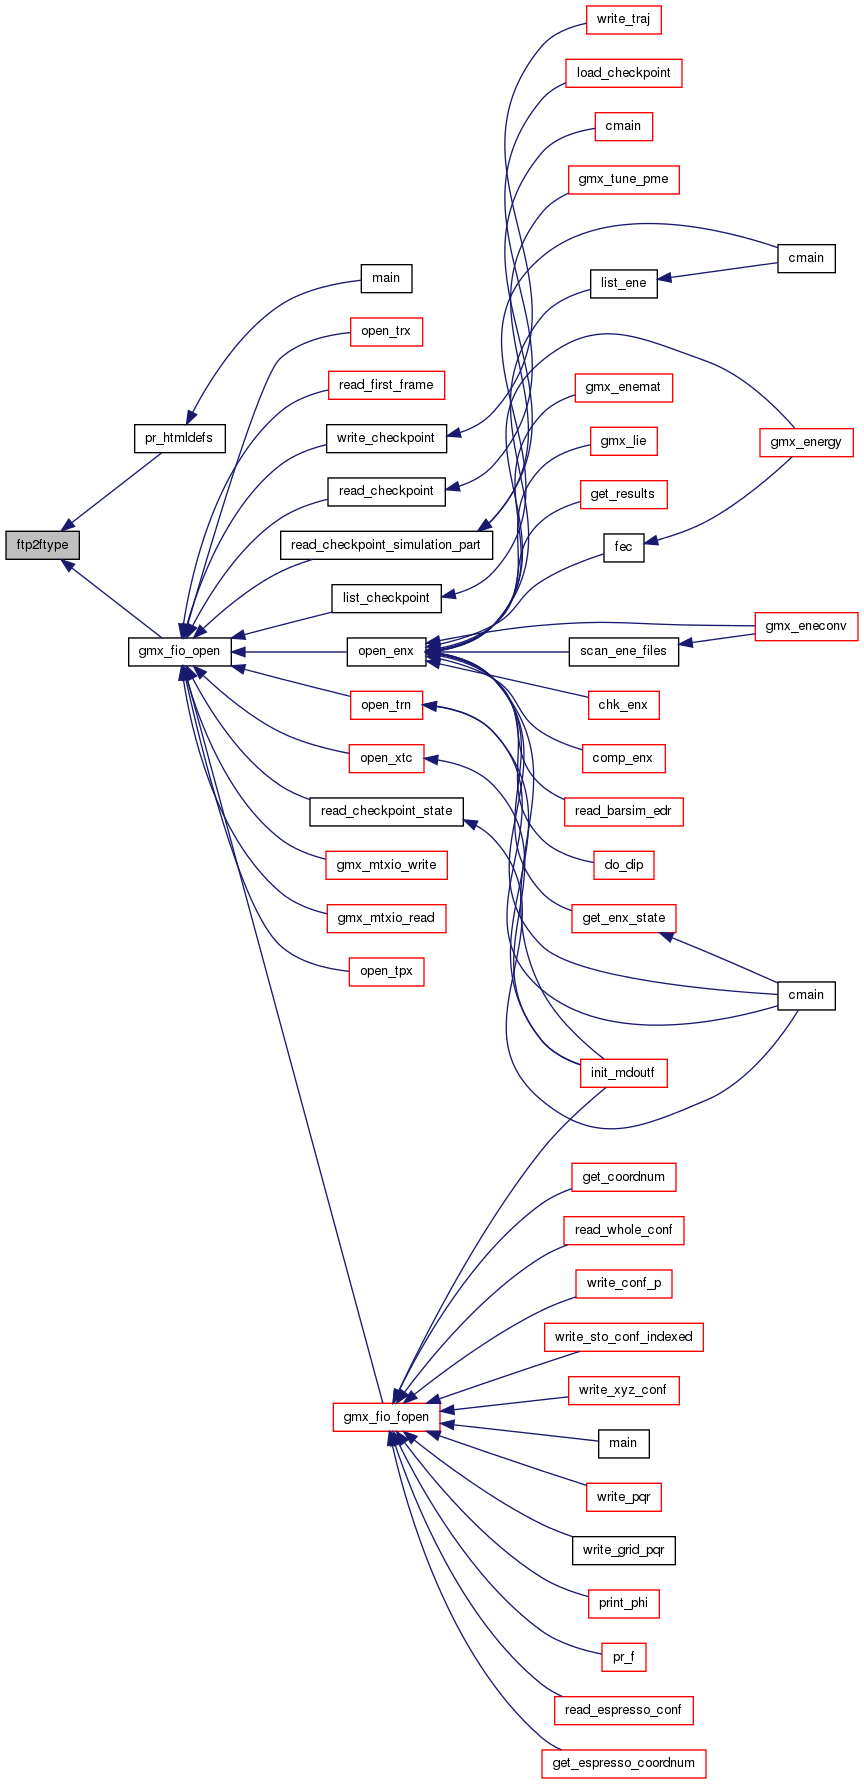 write_traj
load_checkpoint
cmain
gmx_tune_pme
cmain
main
list_ene
open_trx
read_first_frame
gmx_enemat
pr_htmldefs
write_checkpoint
gmx_lie
gmx_energy
read_checkpoint
get_results
ftp2ftype
read_checkpoint_simulation_part
fec
list_checkpoint
gmx_eneconv
gmx_fio_open
open_enx
scan_ene_files
open_trn
chk_enx
open_xtc
comp_enx
read_checkpoint_state
read_barsim_edr
gmx_mtxio_write
do_dip
gmx_mtxio_read
get_enx_state
open_tpx
cmain
init_mdoutf
get_coordnum
read_whole_conf
write_conf_p
write_sto_conf_indexed
write_xyz_conf
gmx_fio_fopen
main
write_pqr
write_grid_pqr
print_phi
pr_f
read_espresso_conf
get_espresso_coordnum